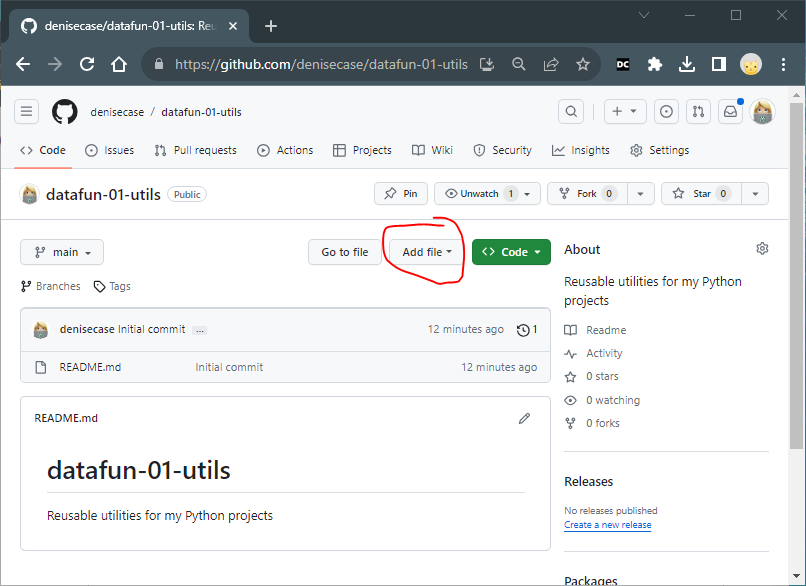 denisecase/datafun-01-utils: Reu
https://github.com/denisecase/datafun-01-utils
DC
denisecase / datafun-01-utils
Code Issues Pull requests Actions Projects Wiki Security Insights Settings
datafun-01-utils Public Pin Unwatch 1 Fork 0 Star 0
main Go to file Add file Code
Branches Tags
denisecase Initial commit ... 12 minutes ago 1
README.md Initial commit 12 minutes ago
README.md
datafun-01-utils
Reusable utilities for my Python projects
About
Reusable utilities for my Python
projects
Readme
Activity
0 stars
0 watching
0 forks
Releases
No releases published
Create a new release
Packages